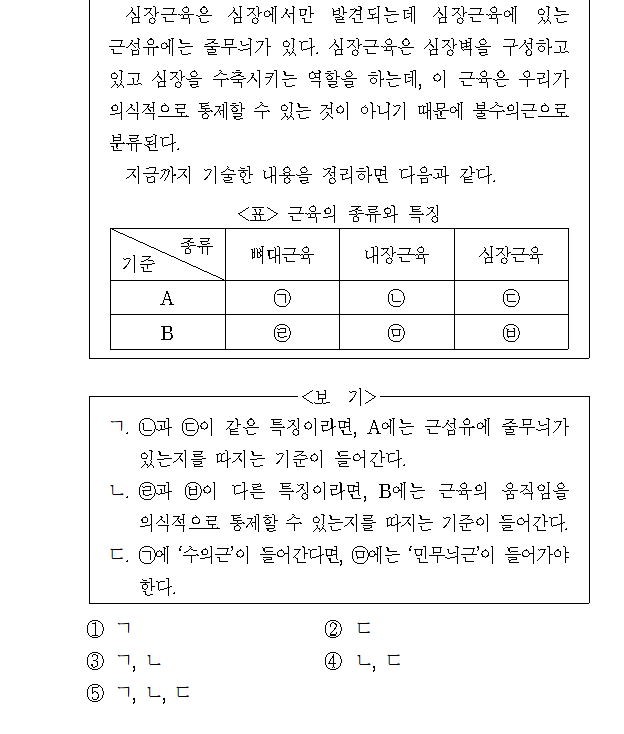 심장근육은 심장에서만 발견되는데 심장근육에 있는
근섬유에는 줄무늬가 있다. 심장근육은 심장벽을 구성하고
있고 심장을 수축시키는 역할을 하는데, 이 근육은 우리가
의식적으로 통제할 수 있는 것이 아니기 때문에 불수의근으로
분류된다.
지금까지 기술한 내용을 정리하면 다음과 같다.
<표> 근육의 종류와 특징
종류
기준
뼈대근육 내장근육 심장근육
A ㉠ ㉡ ㉢
B ㉣ ㉤ ㉥
<보 기>
ㄱ. ㉡과 ㉢이 같은 특징이라면, A에는 근섬유에 줄무늬가
있는지를 따지는 기준이 들어간다.
ㄴ. ㉣과 ㉥이 다른 특징이라면, B에는 근육의 움직임을
의식적으로 통제할 수 있는지를 따지는 기준이 들어간다.
ㄷ. ㉠에 ‘수의근’이 들어간다면, ㉤에는 ‘민무늬근’이 들어가야
한다.
① ㄱ ② ㄷ
③ ㄱ, ㄴ ④ ㄴ, ㄷ
⑤ ㄱ, ㄴ, ㄷ